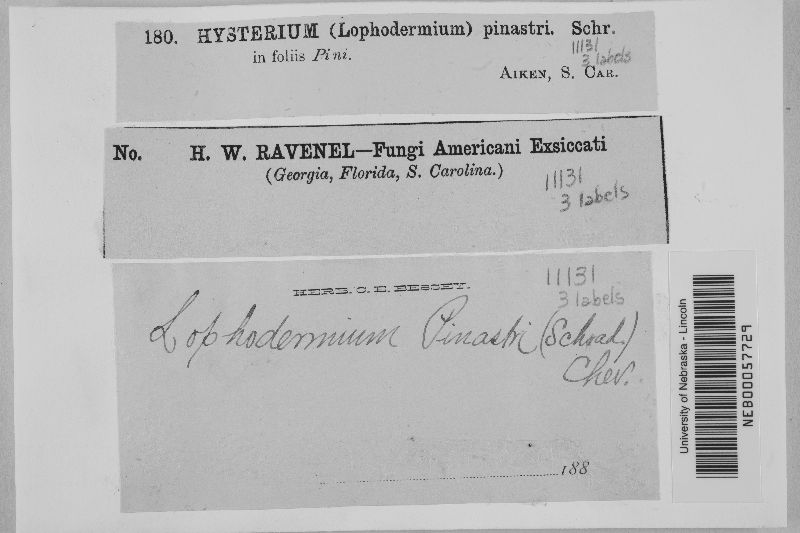 180. HYSTERIUM (Lophodermium) pinastri. Schr.
in foliis Pini.
11131
3 labels
AIKEN, S. CAR.
No. H. W. RAVENEL—Fungi Americani Exsiccati
(Georgia, Florida, S. Carolina.)
11131
3 labels
HERB. C. E. BESSEY.
11131
3 labels
Lophodermium Pinastri (Schrad.)
Chev.
188
University of Nebraska - Lincoln
NEB00057729